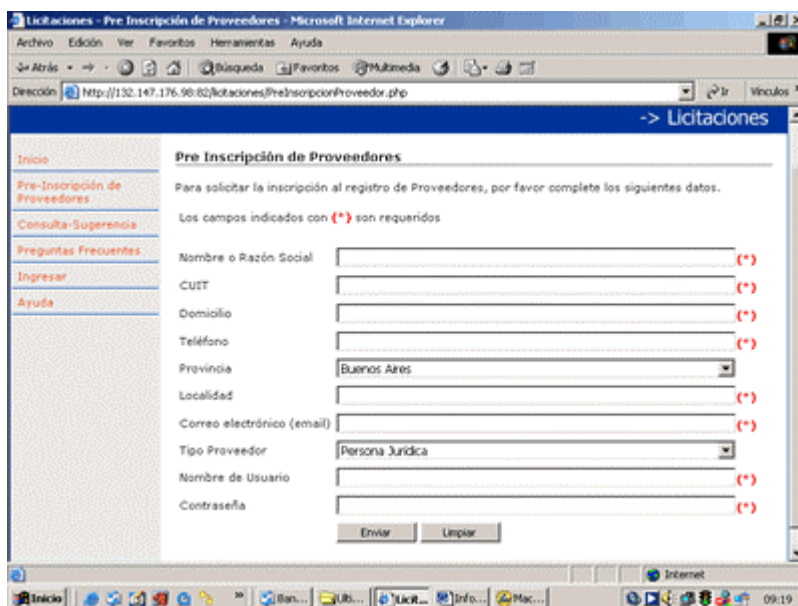 Licitaciones - Pre Inscripción de Proveedores - Microsoft Internet Explorer
Archivo Edición Ver Favoritos Herramientas Ayuda
Atrás Búsqueda Favoritos Multimedia
Dirección http://132.147.176.98:82/licitaciones/PreInscripcionProveedor.php Ir Vínculos
-> Licitaciones
Inicio
Pre-Inscripción de
Proveedores
Consulta-Sugerencia
Preguntas Frecuentes
Ingresar
Ayuda
Pre Inscripción de Proveedores
Para solicitar la inscripción al registro de Proveedores, por favor complete los siguientes datos.
Los campos indicados con (*) son requeridos
Nombre o Razón Social (*)
CUIT (*)
Domicilio (*)
Teléfono (*)
Provincia Buenos Aires
Localidad (*)
Correo electrónico (email) (*)
Tipo Proveedor Persona Jurídica
Nombre de Usuario (*)
Contraseña (*)
Enviar Limpiar
Internet
Inicio » Ban... Ubi... Licit... Info... Mac... 09:19